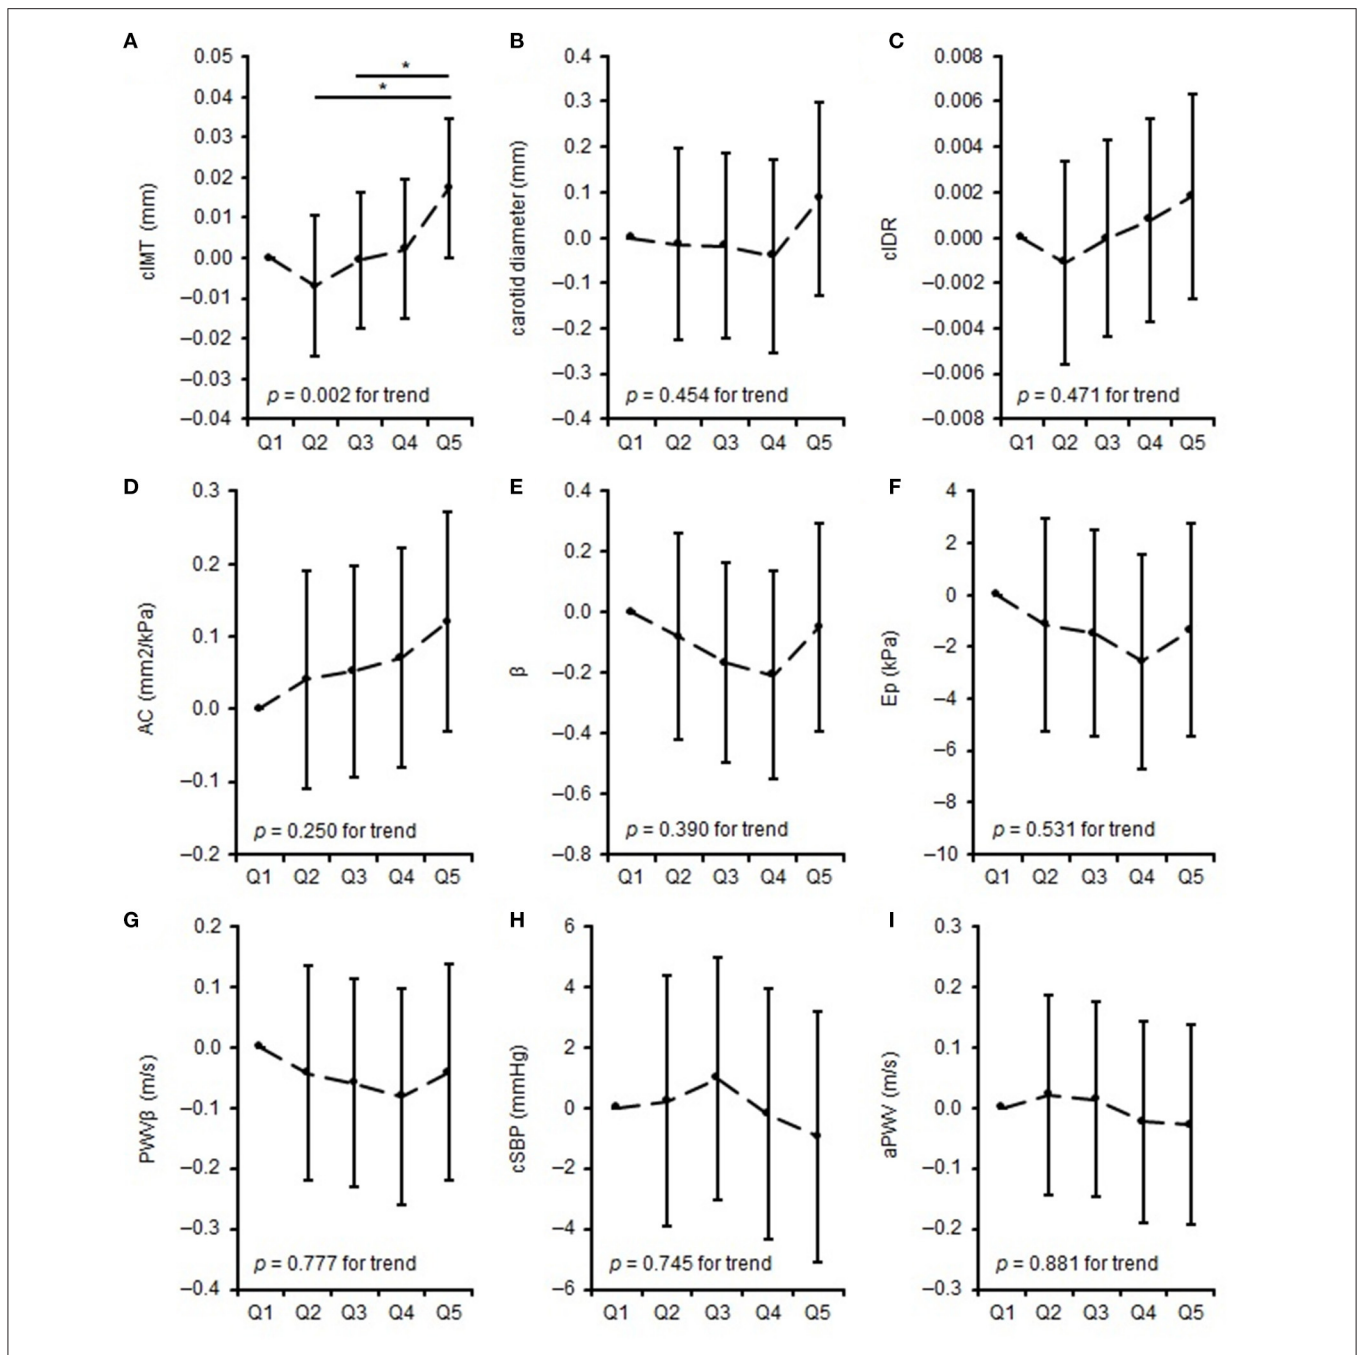 A
B
C
0.05
0.04
0.03
0.02
0.01
0.00
–0.01
–0.02
–0.03
–0.04
cIMT (mm)
*
*
p = 0.002 for trend
Q1 Q2 Q3 Q4 Q5
0.4
0.3
0.2
0.1
0.0
–0.1
–0.2
–0.3
–0.4
carotid diameter (mm)
p = 0.454 for trend
Q1 Q2 Q3 Q4 Q5
0.008
0.006
0.004
0.002
0.000
–0.002
–0.004
–0.006
–0.008
cIDR
p = 0.471 for trend
Q1 Q2 Q3 Q4 Q5
D
E
F
0.3
0.2
0.1
0.0
–0.1
–0.2
AC (mm2/kPa)
p = 0.250 for trend
Q1 Q2 Q3 Q4 Q5
0.4
0.2
0.0
–0.2
–0.4
–0.6
–0.8
β
p = 0.390 for trend
Q1 Q2 Q3 Q4 Q5
4
2
0
–2
–4
–6
–8
–10
Ep (kPa)
p = 0.531 for trend
Q1 Q2 Q3 Q4 Q5
G
H
I
0.2
0.1
0.0
–0.1
–0.2
–0.3
–0.4
PWVβ (m/s)
p = 0.777 for trend
Q1 Q2 Q3 Q4 Q5
6
4
2
0
–2
–4
–6
cSBP (mmHg)
p = 0.745 for trend
Q1 Q2 Q3 Q4 Q5
0.3
0.2
0.1
0.0
–0.1
–0.2
–0.3
aPWV (m/s)
p = 0.881 for trend
Q1 Q2 Q3 Q4 Q5